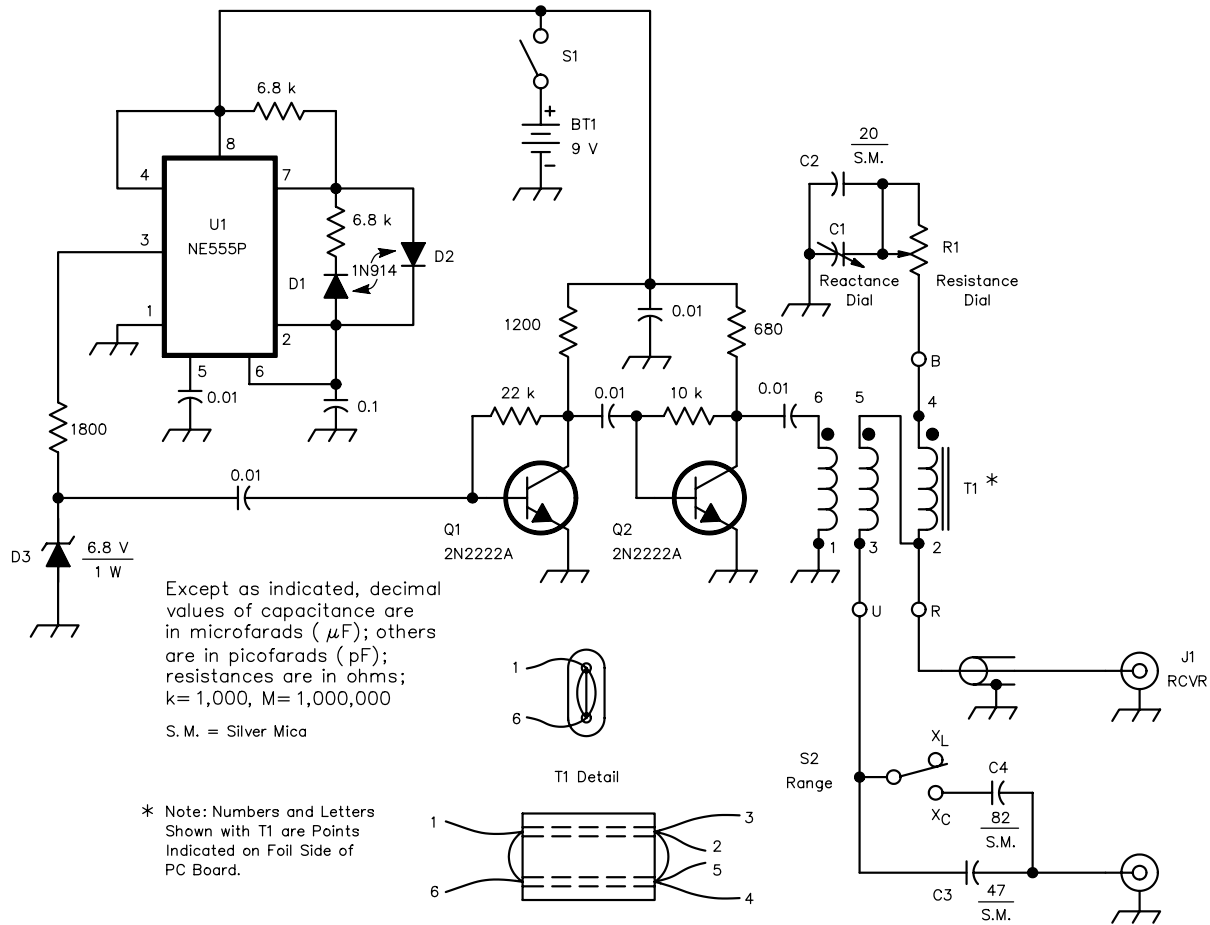 S1
6.8 k
+
BT1
9 V
–
8
4
7
U1
NE555P
6.8 k
3
D1
1N914
D2
1
2
5
6
0.01
0.1
1800
0.01
D3
6.8 V
1 W
20
S.M.
C2
C1
R1
Reactance
Dial
Resistance
Dial
B
1200
0.01
680
22 k
0.01
10 k
0.01
6
5
4
T1 *
Q1
2N2222A
Q2
2N2222A
1
3
2
U
R
J1
RCVR
Except as indicated, decimal
values of capacitance are
in microfarads ( μF); others
are in picofarads ( pF);
resistances are in ohms;
k= 1,000, M= 1,000,000
S.M. = Silver Mica
1
6
T1 Detail
1
6
3
2
5
4
S2
Range
XL
XC
C4
82
S.M.
C3
47
S.M.
* Note: Numbers and Letters
Shown with T1 are Points
Indicated on Foil Side of
PC Board.